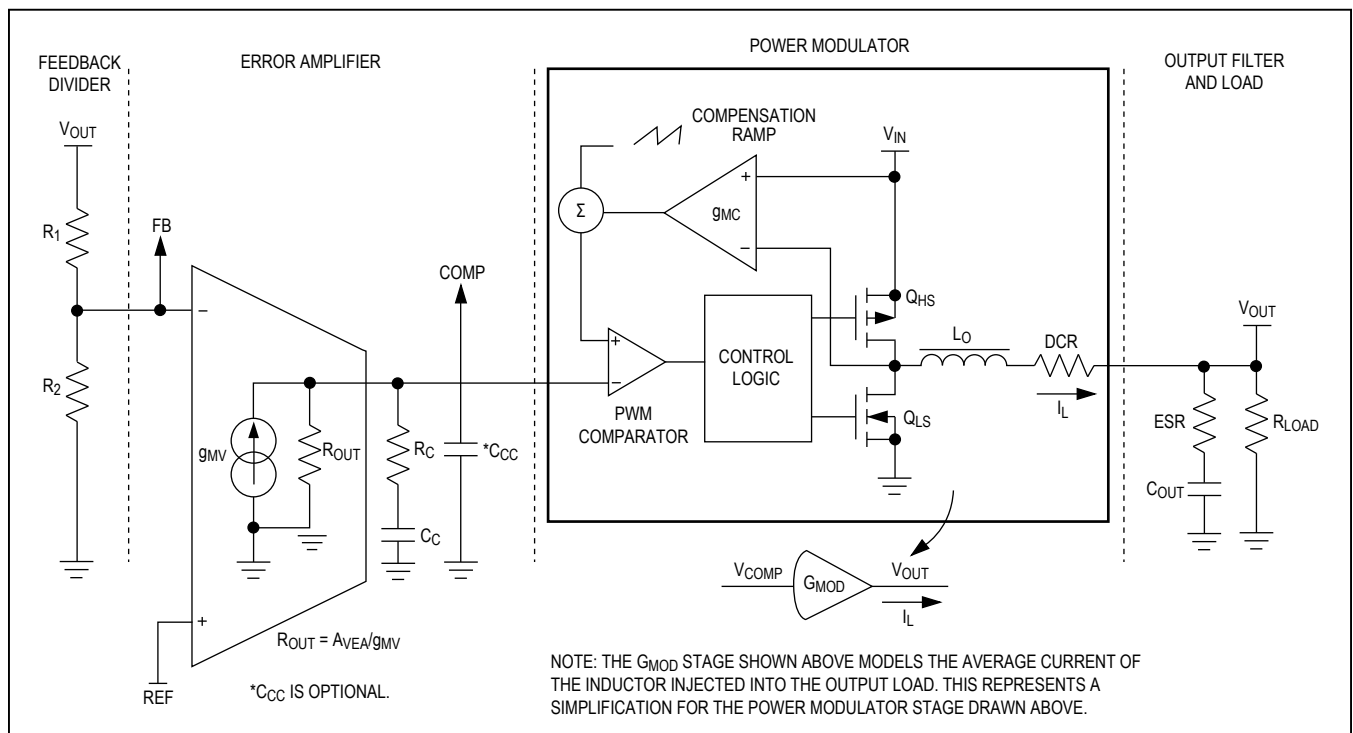 FEEDBACK
DIVIDER
ERROR AMPLIFIER
POWER MODULATOR
OUTPUT FILTER
AND LOAD
VOUT
R1
FB
R2
gMV
ROUT
RC
CC
COMP
*CCC
ROUT = AVEA/gMV
*CCC IS OPTIONAL.
REF
COMPENSATION
RAMP
VIN
Σ
gMC
QHS
PWM
COMPARATOR
CONTROL
LOGIC
QLS
LO
DCR
IL
VOUT
ESR
RLOAD
COUT
VCOMP
GMOD
VOUT
IL
NOTE: THE GMOD STAGE SHOWN ABOVE MODELS THE AVERAGE CURRENT OF
THE INDUCTOR INJECTED INTO THE OUTPUT LOAD. THIS REPRESENTS A
SIMPLIFICATION FOR THE POWER MODULATOR STAGE DRAWN ABOVE.